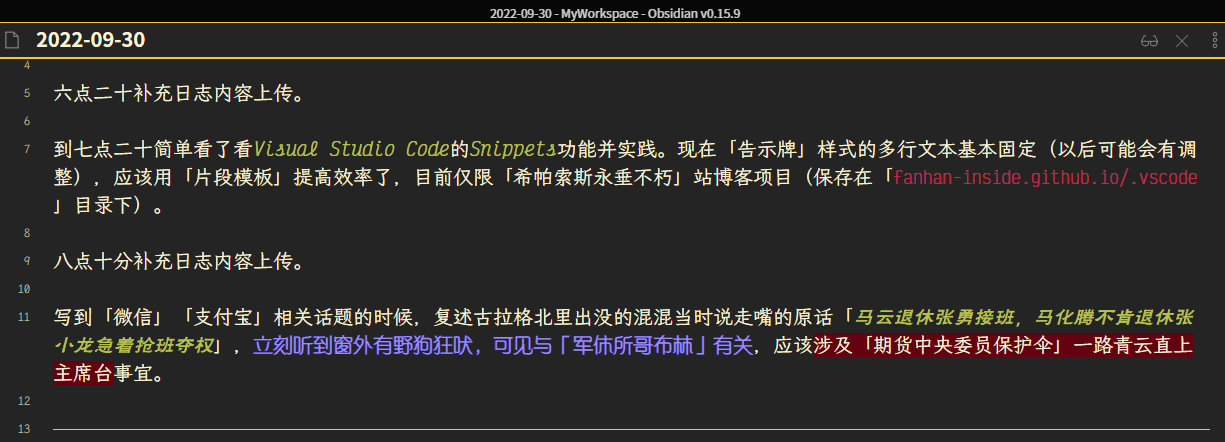 2022-09-30 - MyWorkspace - Obsidian v0.15.9
2022-09-30
4
5 六点二十补充日志内容上传。
6
7 到七点二十简单看了看Visual Studio Code的Snippets功能并实践。现在「告示牌」样式的多行文本基本固定（以后可能会有调
整），应该用「片段模板」提高效率了，目前仅限「希帕索斯永垂不朽」站博客项目（保存在「fanhan-inside.github.io/.vscode
」目录下）。
8
9 八点十分补充日志内容上传。
10
11 写到「微信」「支付宝」相关话题的时候，复述古拉格北里出没的混混当时说走嘴的原话「马云退休张勇接班，马化腾不肯退休张
小龙急着抢班夺权」，立刻听到窗外有野狗狂吠，可见与「军休所哥布林」有关，应该涉及「期货中央委员保护伞」一路青云直上
主席台事宜。
12
13